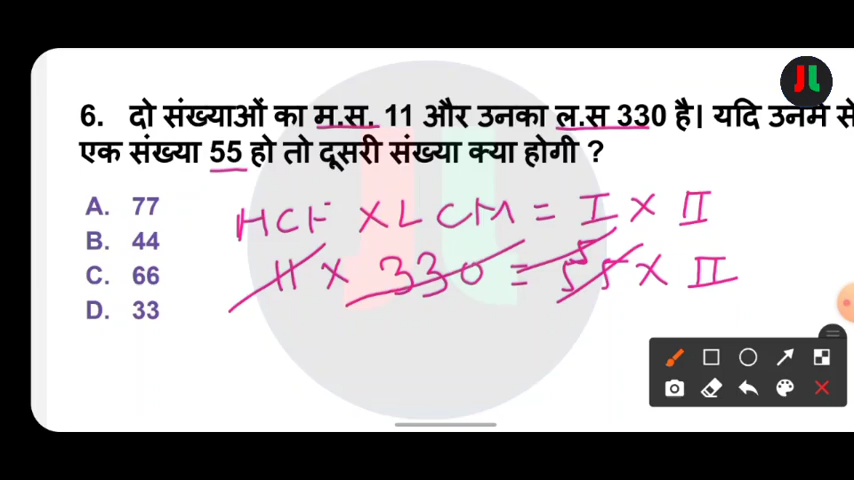 6. दो संख्याओं का म.स. 11 और उनका ल.स 330 है। यदि उनमें से
एक संख्या 55 हो तो दूसरी संख्या क्या होगी ?
A. 77
B. 44
C. 66
D. 33
HCF X LCM = I X II
11 X 330 = 55 X II
5